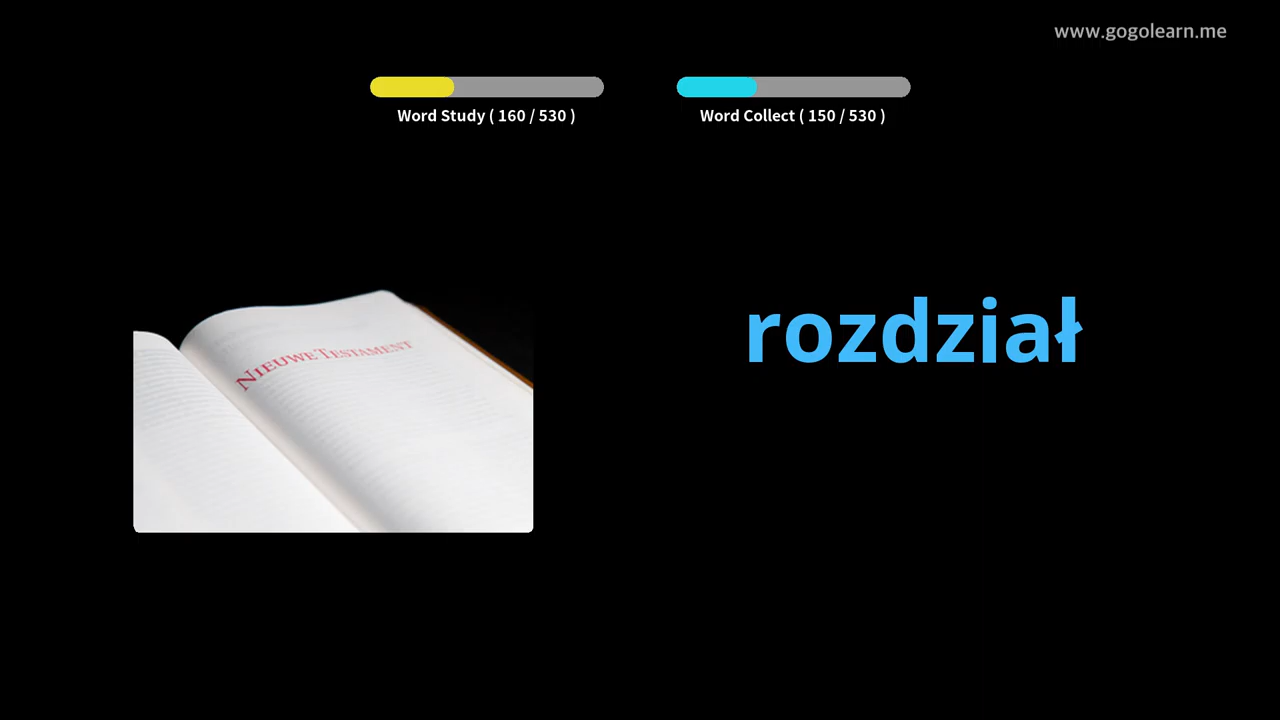 www.gogolearn.me
Word Study ( 160 / 530 )
Word Collect ( 150 / 530 )
NIEUWE TESTAMENT
rozdział